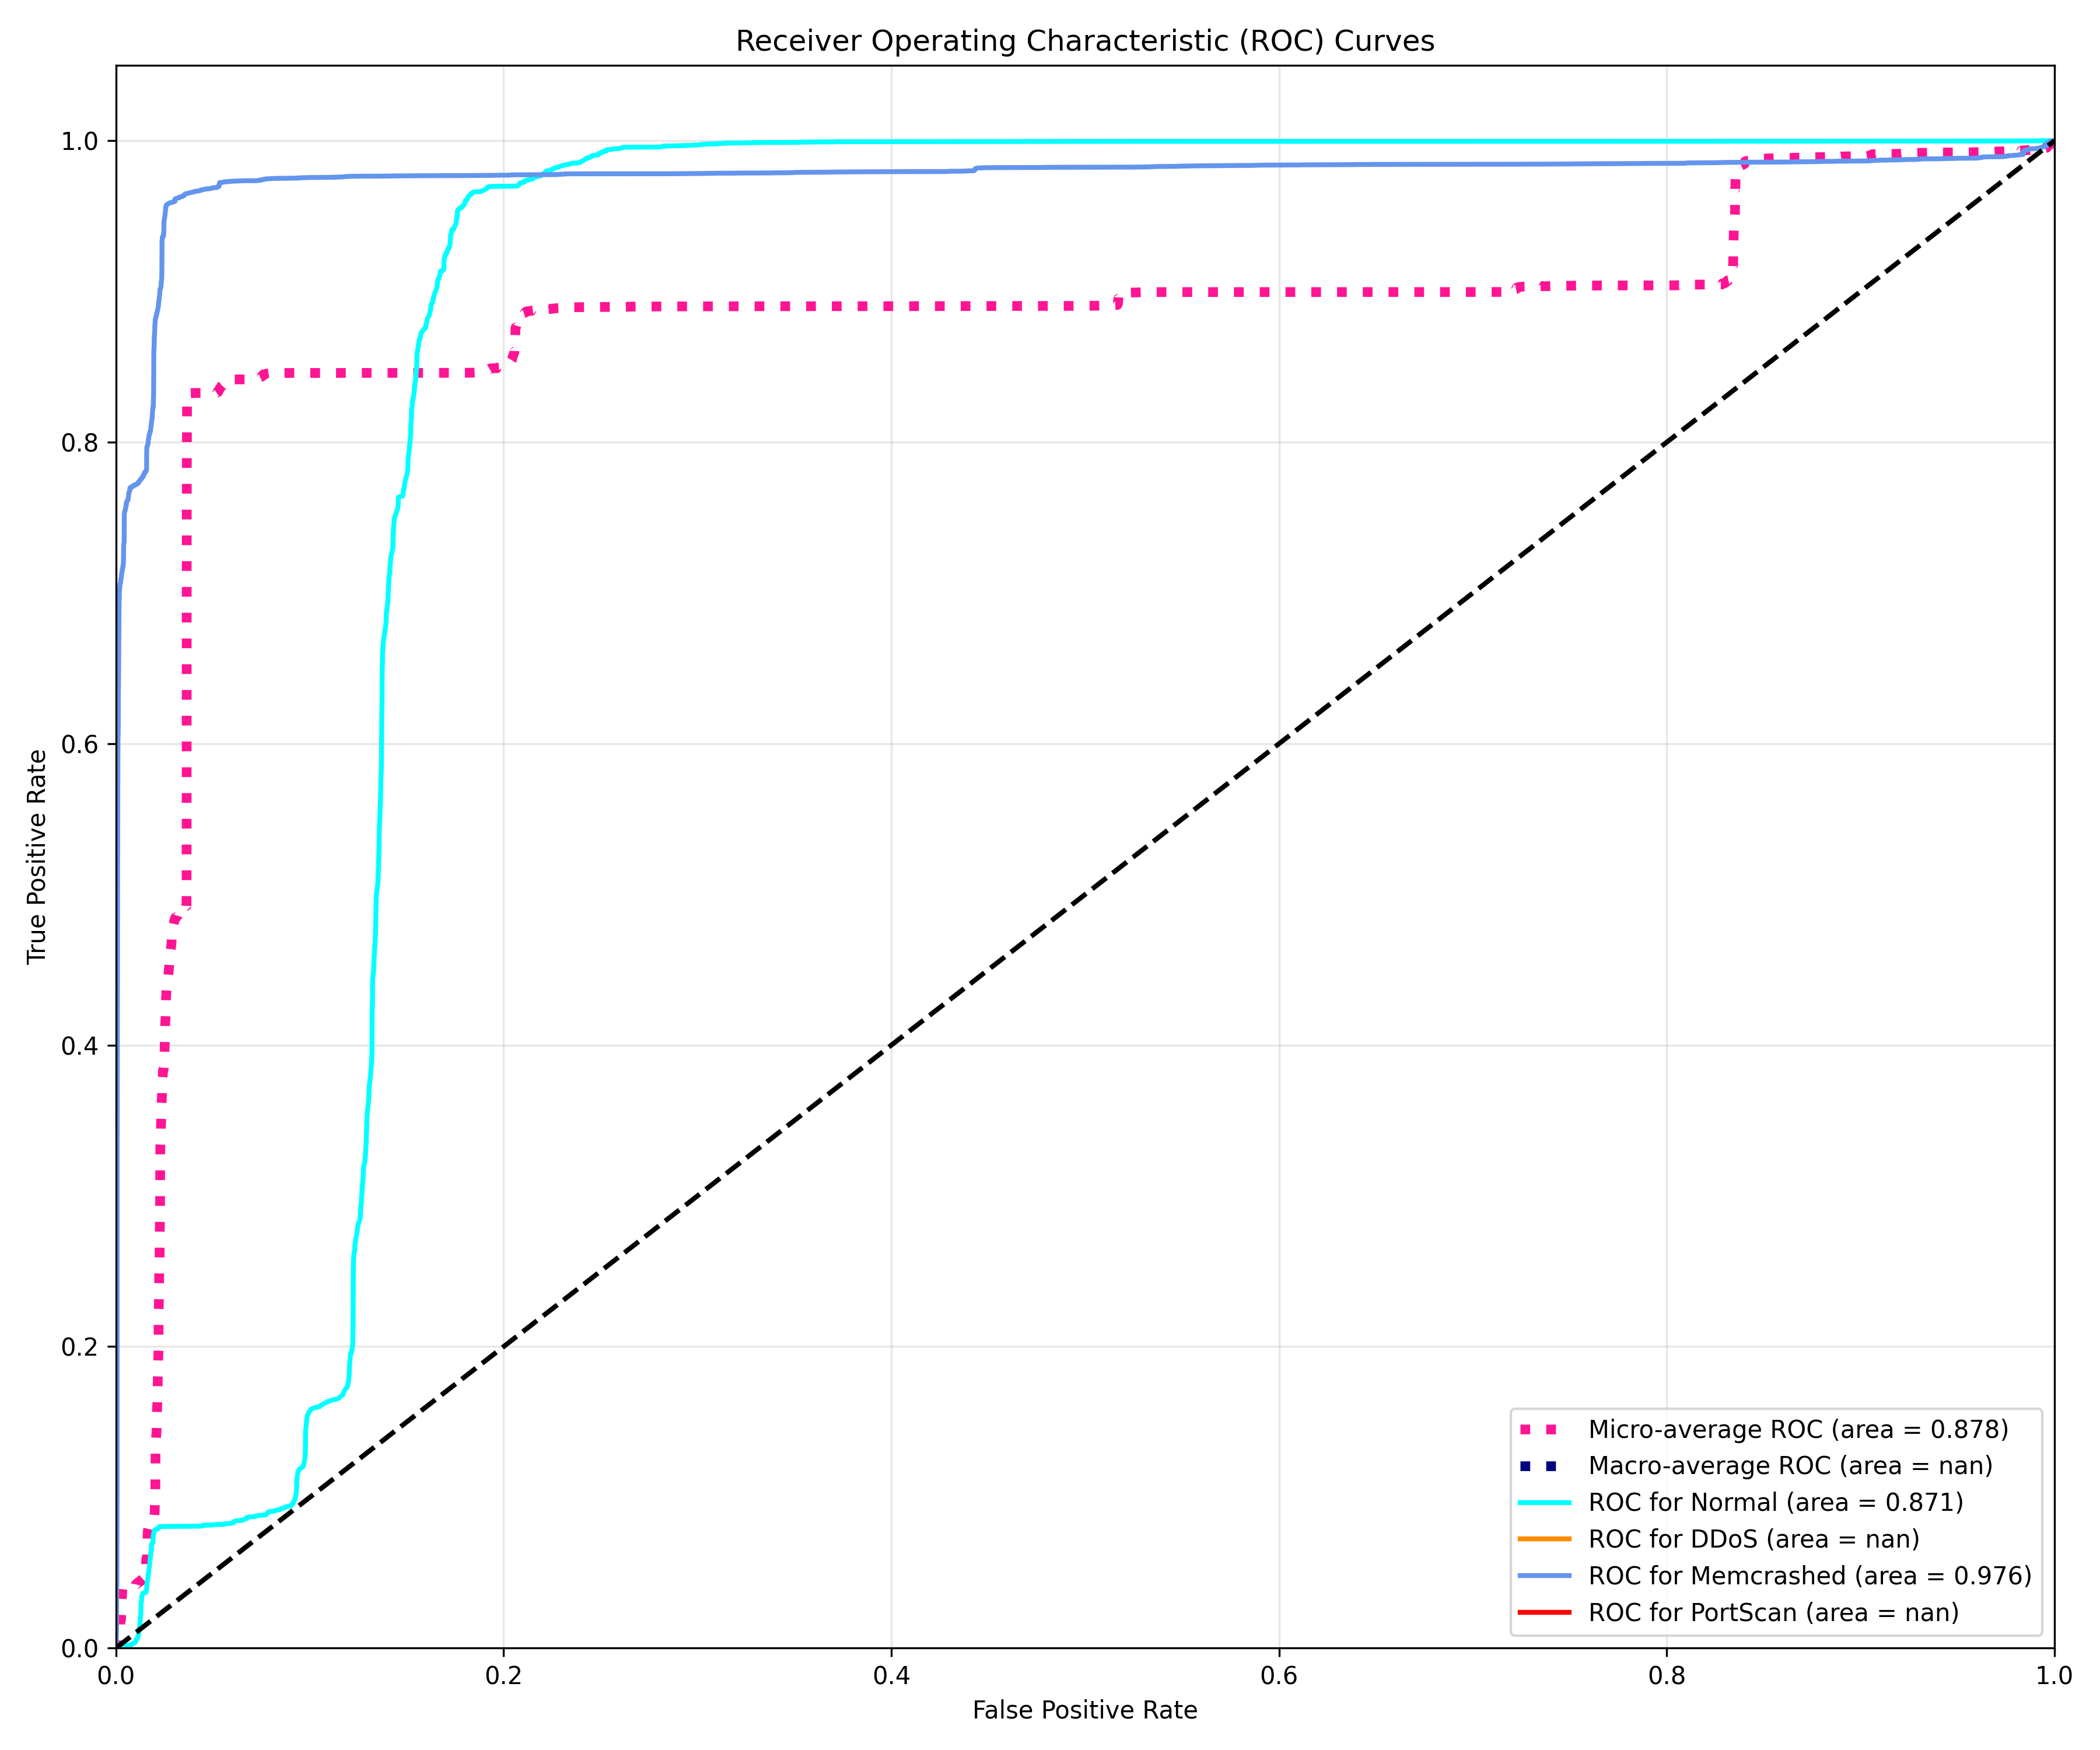 Receiver Operating Characteristic (ROC) Curves
1.0
0.8
0.6
0.4
0.2
0.0
True Positive Rate
0.0 0.2 0.4 0.6 0.8 1.0
False Positive Rate
Micro-average ROC (area = 0.878)
Macro-average ROC (area = nan)
ROC for Normal (area = 0.871)
ROC for DDoS (area = nan)
ROC for Memcrashed (area = 0.976)
ROC for PortScan (area = nan)